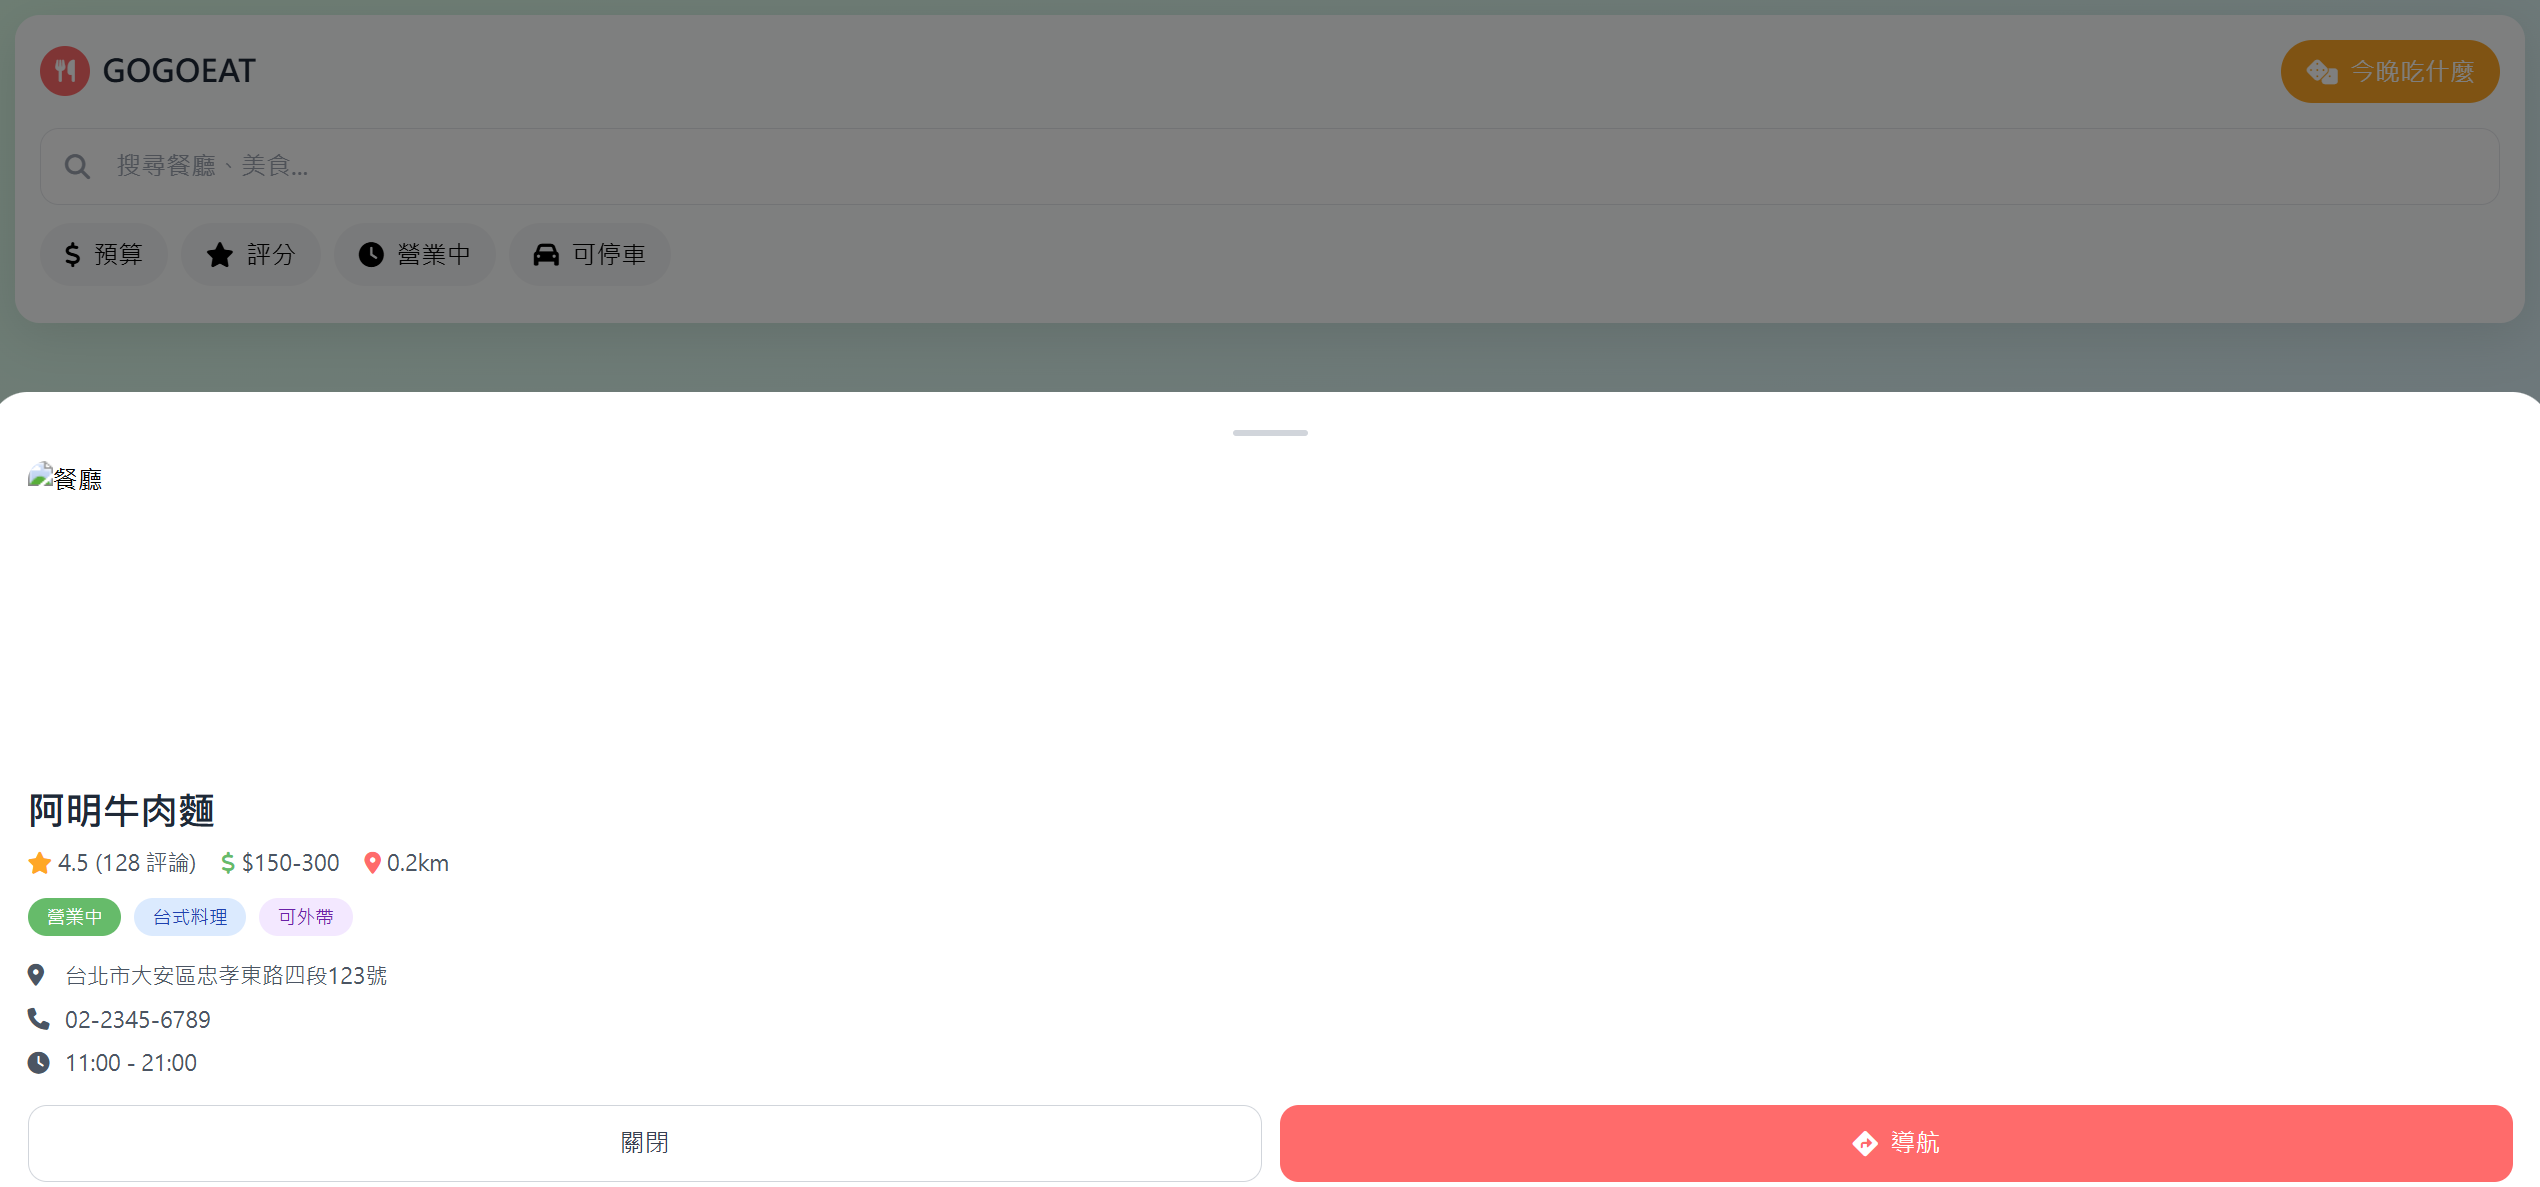 GOGOEAT
今晚吃什麼
搜尋餐廳、美食...
預算 評分 營業中 可停車
餐廳
阿明牛肉麵
4.5 (128 評論) $ $150-300 0.2km
營業中 台式料理 可外帶
台北市大安區忠孝東路四段123號
02-2345-6789
11:00 - 21:00
關閉 導航